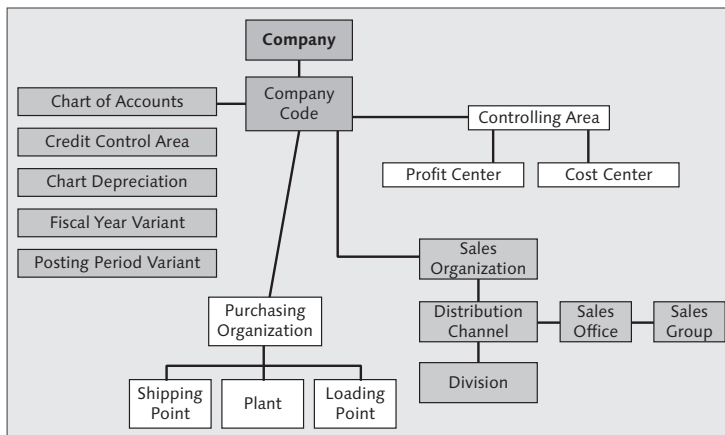 Company
Chart of Accounts
Company
Code
Controlling Area
Credit Control Area
Profit Center
Cost Center
Chart Depreciation
Fiscal Year Variant
Posting Period Variant
Sales
Organization
Purchasing
Organization
Distribution
Channel
Sales
Office
Sales
Group
Shipping
Point
Plant
Loading
Point
Division